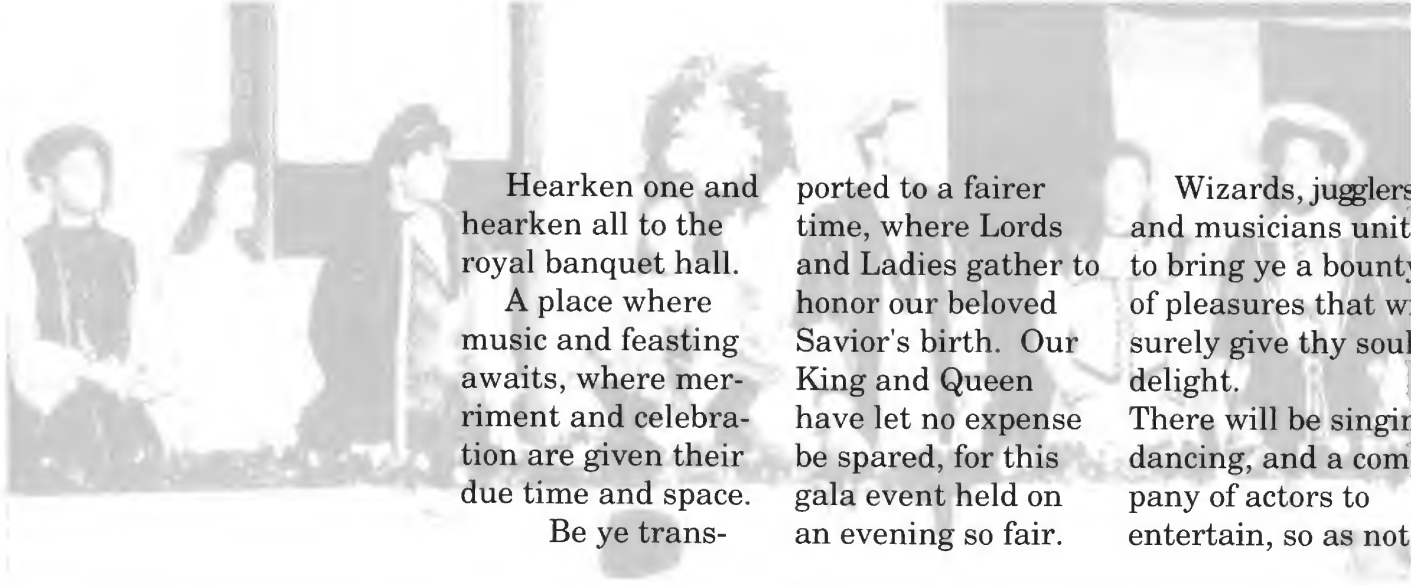 Hearken one and
hearken all to the
royal banquet hall.
A place where
music and feasting
awaits, where mer-
riment and celebra-
tion are given their
due time and space.
Be ye trans-
ported to a fairer
time, where Lords
and Ladies gather to
honor our beloved
Savior's birth. Our
King and Queen
have let no expense
be spared, for this
gala event held on
an evening so fair.
Wizards, jugglers
and musicians unit
to bring ye a bounty
of pleasures that w
surely give thy soul
delight.
There will be singin
dancing, and a com
pany of actors to
entertain, so as not